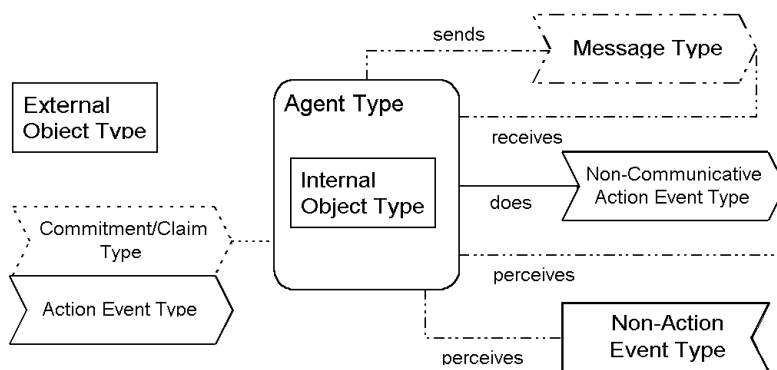 sends
Message Type
External
Object Type
Agent Type
receives
Internal
Object Type
Non-Communicative
Action Event Type
does
Commitment/Claim
Type
perceives
Action Event Type
Non-Action
Event Type
perceives